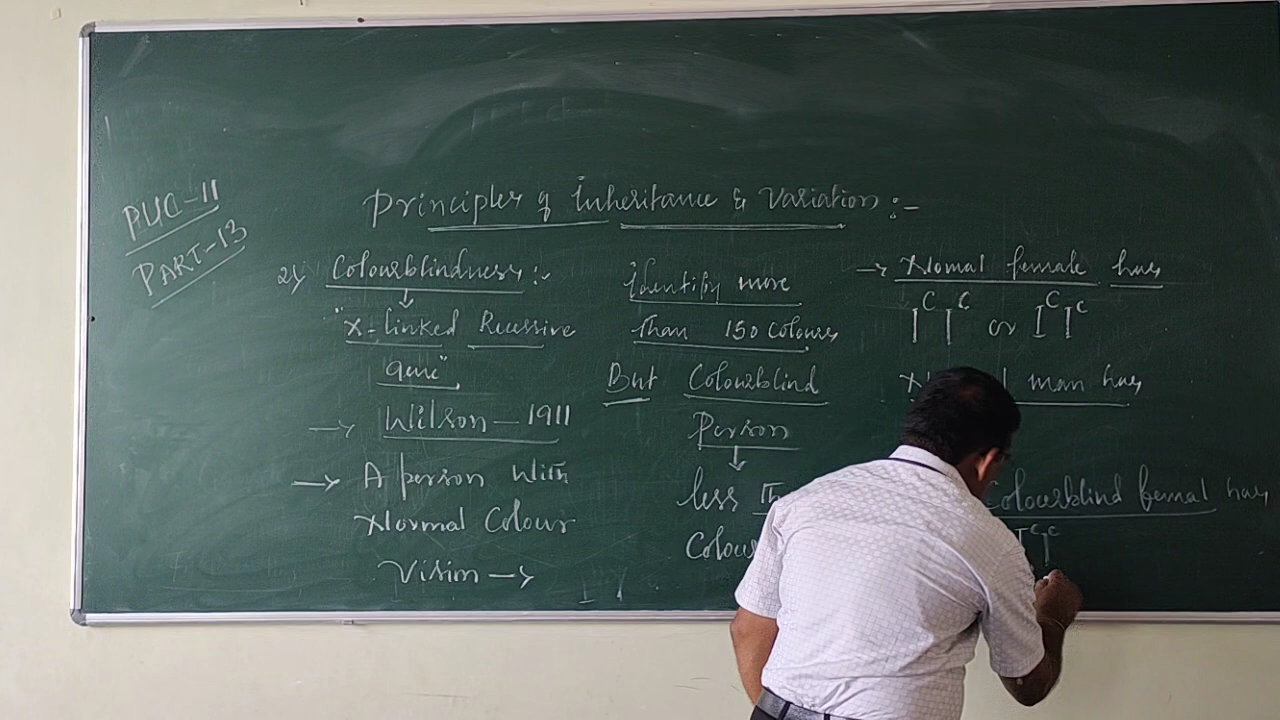 PUC-11
PART-13
Principles of Inheritance & Variation :-
2) Colourblindness :-
"X-linked Recessive
gene"
→ Wilson - 1911
→ A person With
Normal Colour
Vision →
identify more
Than 150 Colours
But Colourblind
Person
less Th
Colou
→ Normal female has
I^C I^C or I^C I^c
man has
Colourblind femal has
I^c I^c